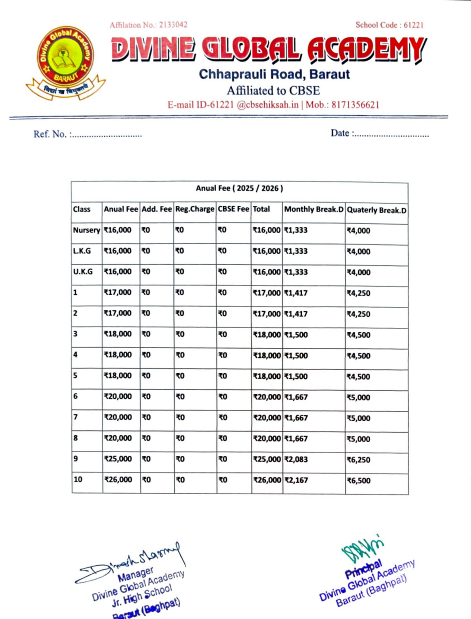 Affilation No.: 2133042
School Code : 61221
DIVINE GLOBAL ACADEMY
Chhaprauli Road, Baraut
Affiliated to CBSE
E-mail ID-61221 @cbsehiksah.in | Mob.: 8171356621
Divine Global Academy
BARAUT
Ref. No. :............................
Date :.............................
Anual Fee ( 2025 / 2026 )
Class Anual Fee Add. Fee Reg.Charge CBSE Fee Total Monthly Break.D Quaterly Break.D
Nursery ₹16,000 ₹0 ₹0 ₹0 ₹16,000 ₹1,333 ₹4,000
L.K.G ₹16,000 ₹0 ₹0 ₹0 ₹16,000 ₹1,333 ₹4,000
U.K.G ₹16,000 ₹0 ₹0 ₹0 ₹16,000 ₹1,333 ₹4,000
1 ₹17,000 ₹0 ₹0 ₹0 ₹17,000 ₹1,417 ₹4,250
2 ₹17,000 ₹0 ₹0 ₹0 ₹17,000 ₹1,417 ₹4,250
3 ₹18,000 ₹0 ₹0 ₹0 ₹18,000 ₹1,500 ₹4,500
4 ₹18,000 ₹0 ₹0 ₹0 ₹18,000 ₹1,500 ₹4,500
5 ₹18,000 ₹0 ₹0 ₹0 ₹18,000 ₹1,500 ₹4,500
6 ₹20,000 ₹0 ₹0 ₹0 ₹20,000 ₹1,667 ₹5,000
7 ₹20,000 ₹0 ₹0 ₹0 ₹20,000 ₹1,667 ₹5,000
8 ₹20,000 ₹0 ₹0 ₹0 ₹20,000 ₹1,667 ₹5,000
9 ₹25,000 ₹0 ₹0 ₹0 ₹25,000 ₹2,083 ₹6,250
10 ₹26,000 ₹0 ₹0 ₹0 ₹26,000 ₹2,167 ₹6,500
Manager
Divine Global Academy
Jr. High School
Baraut (Baghpat)
Principal
Divine Global Academy
Baraut (Baghpat)